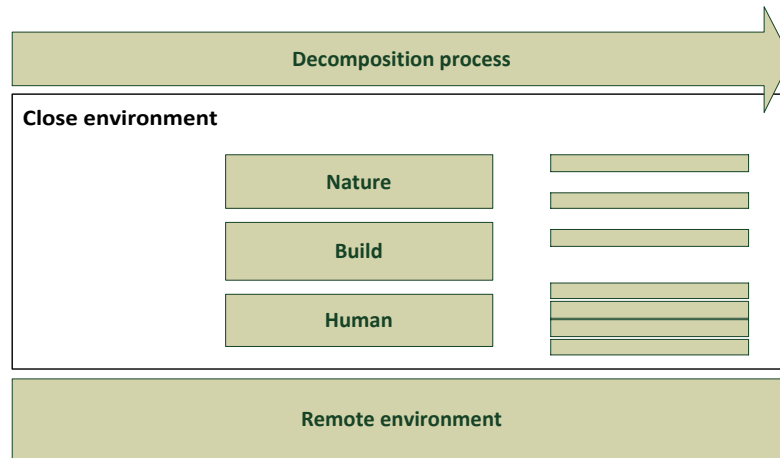 Decomposition process
Close environment
Nature
Build
Human
Remote environment